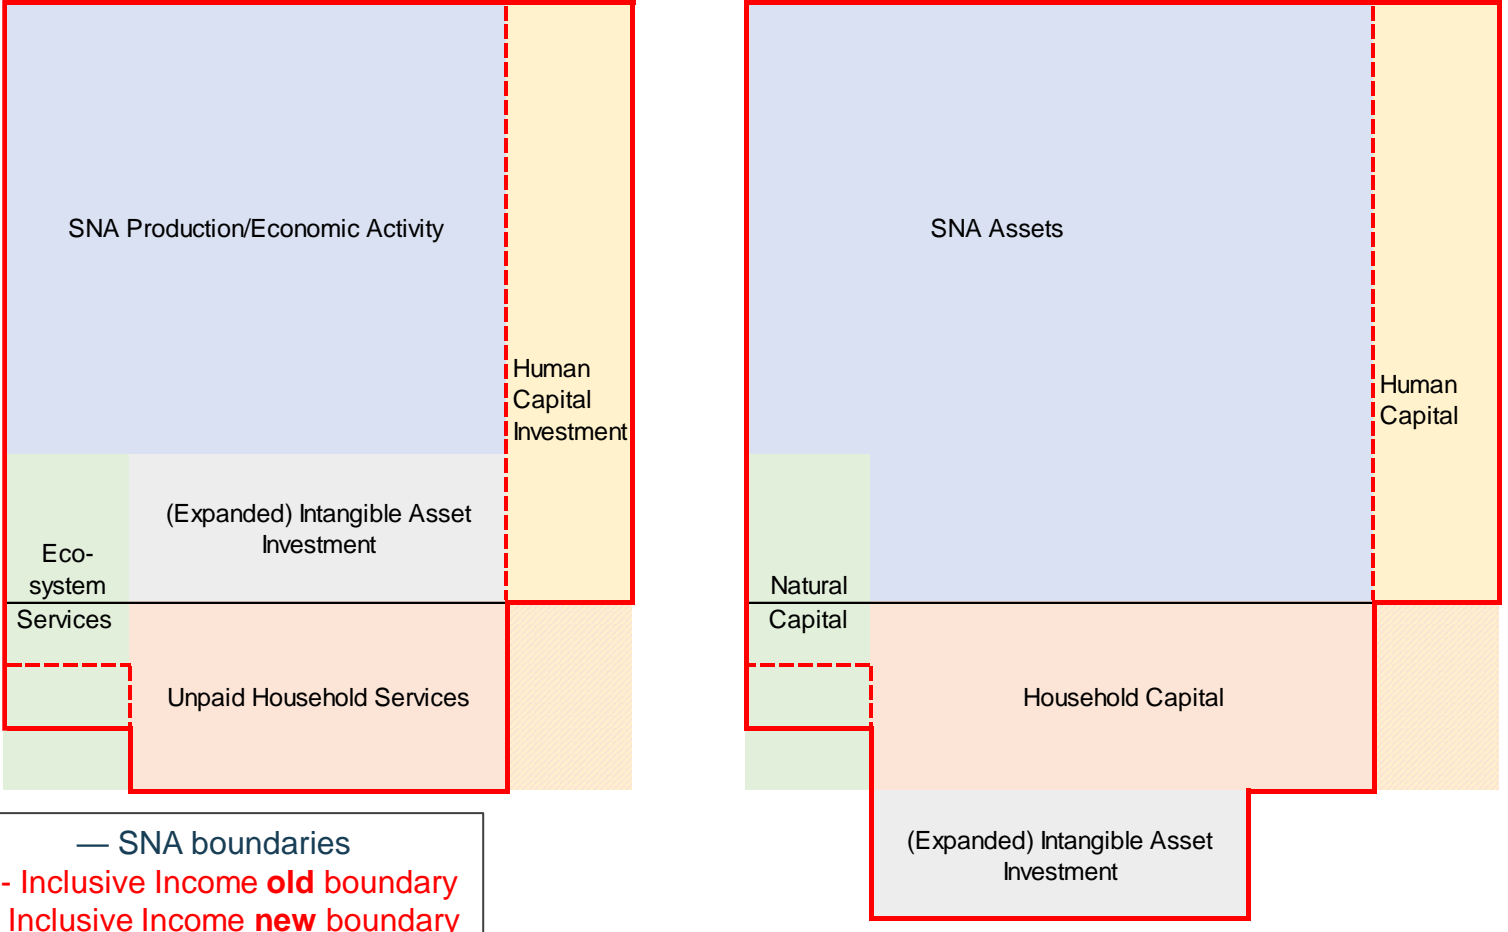 SNA Production/Economic Activity
Human
Capital
Investment
(Expanded) Intangible Asset
Investment
Eco-
system
Services
Unpaid Household Services
SNA Assets
Human
Capital
Natural
Capital
Household Capital
(Expanded) Intangible Asset
Investment
— SNA boundaries
- Inclusive Income old boundary
Inclusive Income new boundary